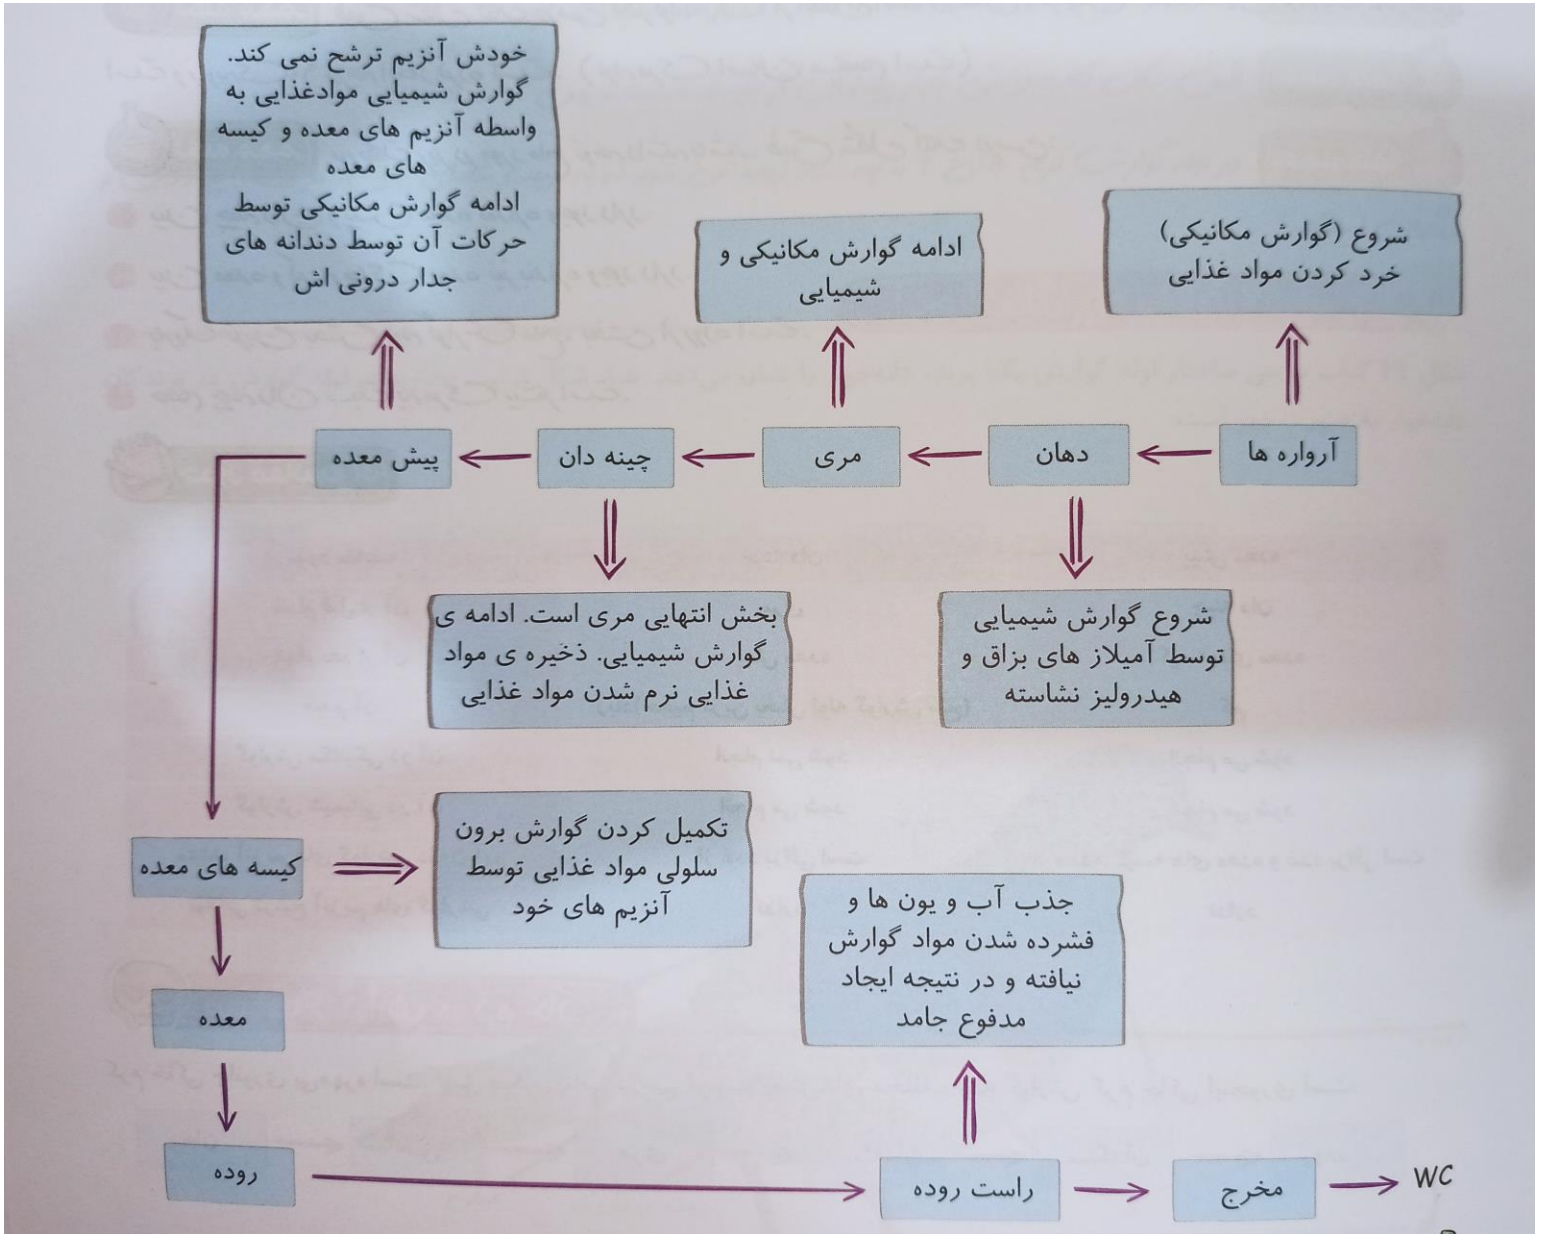 خودش آنزیم ترشح نمی کند.
گوارش شیمیایی موادغذایی به
واسطه آنزیم های معده و کیسه
های معده
ادامه گوارش مکانیکی توسط
حرکات آن توسط دندانه های
جدار درونی اش
ادامه گوارش مکانیکی و
شیمیایی
شروع (گوارش مکانیکی)
خرد کردن مواد غذایی
آرواره ها
دهان
مری
چینه دان
پیش معده
شروع گوارش شیمیایی
توسط آمیلاز های بزاق و
هیدرولیز نشاسته
بخش انتهایی مری است. ادامه ی
گوارش شیمیایی. ذخیره ی مواد
غذایی نرم شدن مواد غذایی
کیسه های معده
تکمیل کردن گوارش برون
سلولی مواد غذایی توسط
آنزیم های خود
معده
جذب آب و یون ها و
فشرده شدن مواد گوارش
نیافته و در نتیجه ایجاد
مدفوع جامد
روده
راست روده
مخرج
WC